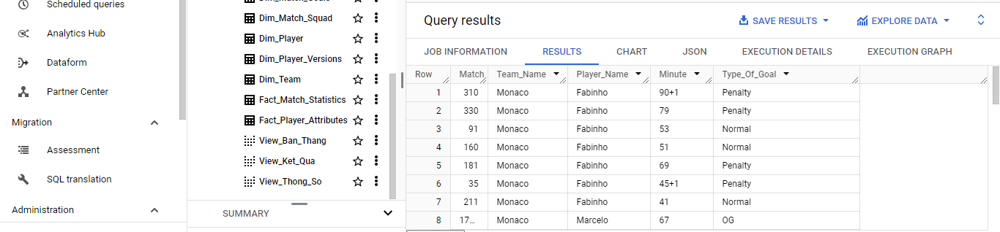 Scheduled queries
Analytics Hub
Dataform
Partner Center
Migration
Assessment
SQL translation
Administration
Dim_Match_Squad
Dim_Player
Dim_Player_Versions
Dim_Team
Fact_Match_Statistics
Fact_Player_Attributes
View_Ban_Thang
View_Ket_Qua
View_Thong_So
SUMMARY
Query results
SAVE RESULTS
EXPLORE DATA
JOB INFORMATION RESULTS CHART JSON EXECUTION DETAILS EXECUTION GRAPH
Row Match Team_Name Player_Name Minute Type_Of_Goal
1 310 Monaco Fabinho 90+1 Penalty
2 330 Monaco Fabinho 79 Penalty
3 91 Monaco Fabinho 53 Normal
4 160 Monaco Fabinho 51 Normal
5 181 Monaco Fabinho 69 Penalty
6 35 Monaco Fabinho 45+1 Penalty
7 211 Monaco Fabinho 41 Normal
8 17... Monaco Marcelo 67 OG